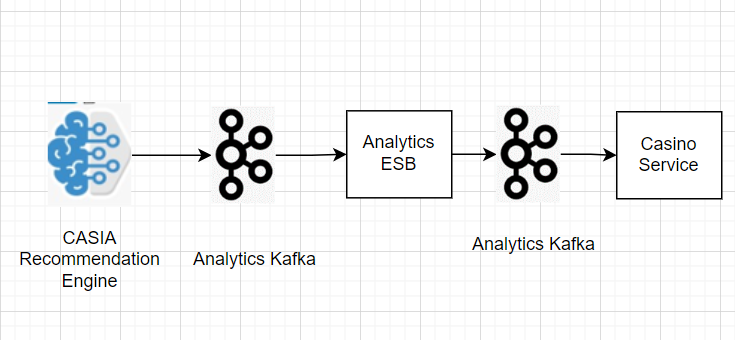 CASIA
Recommendation
Engine
Analytics Kafka
Analytics
ESB
Analytics Kafka
Casino
Service